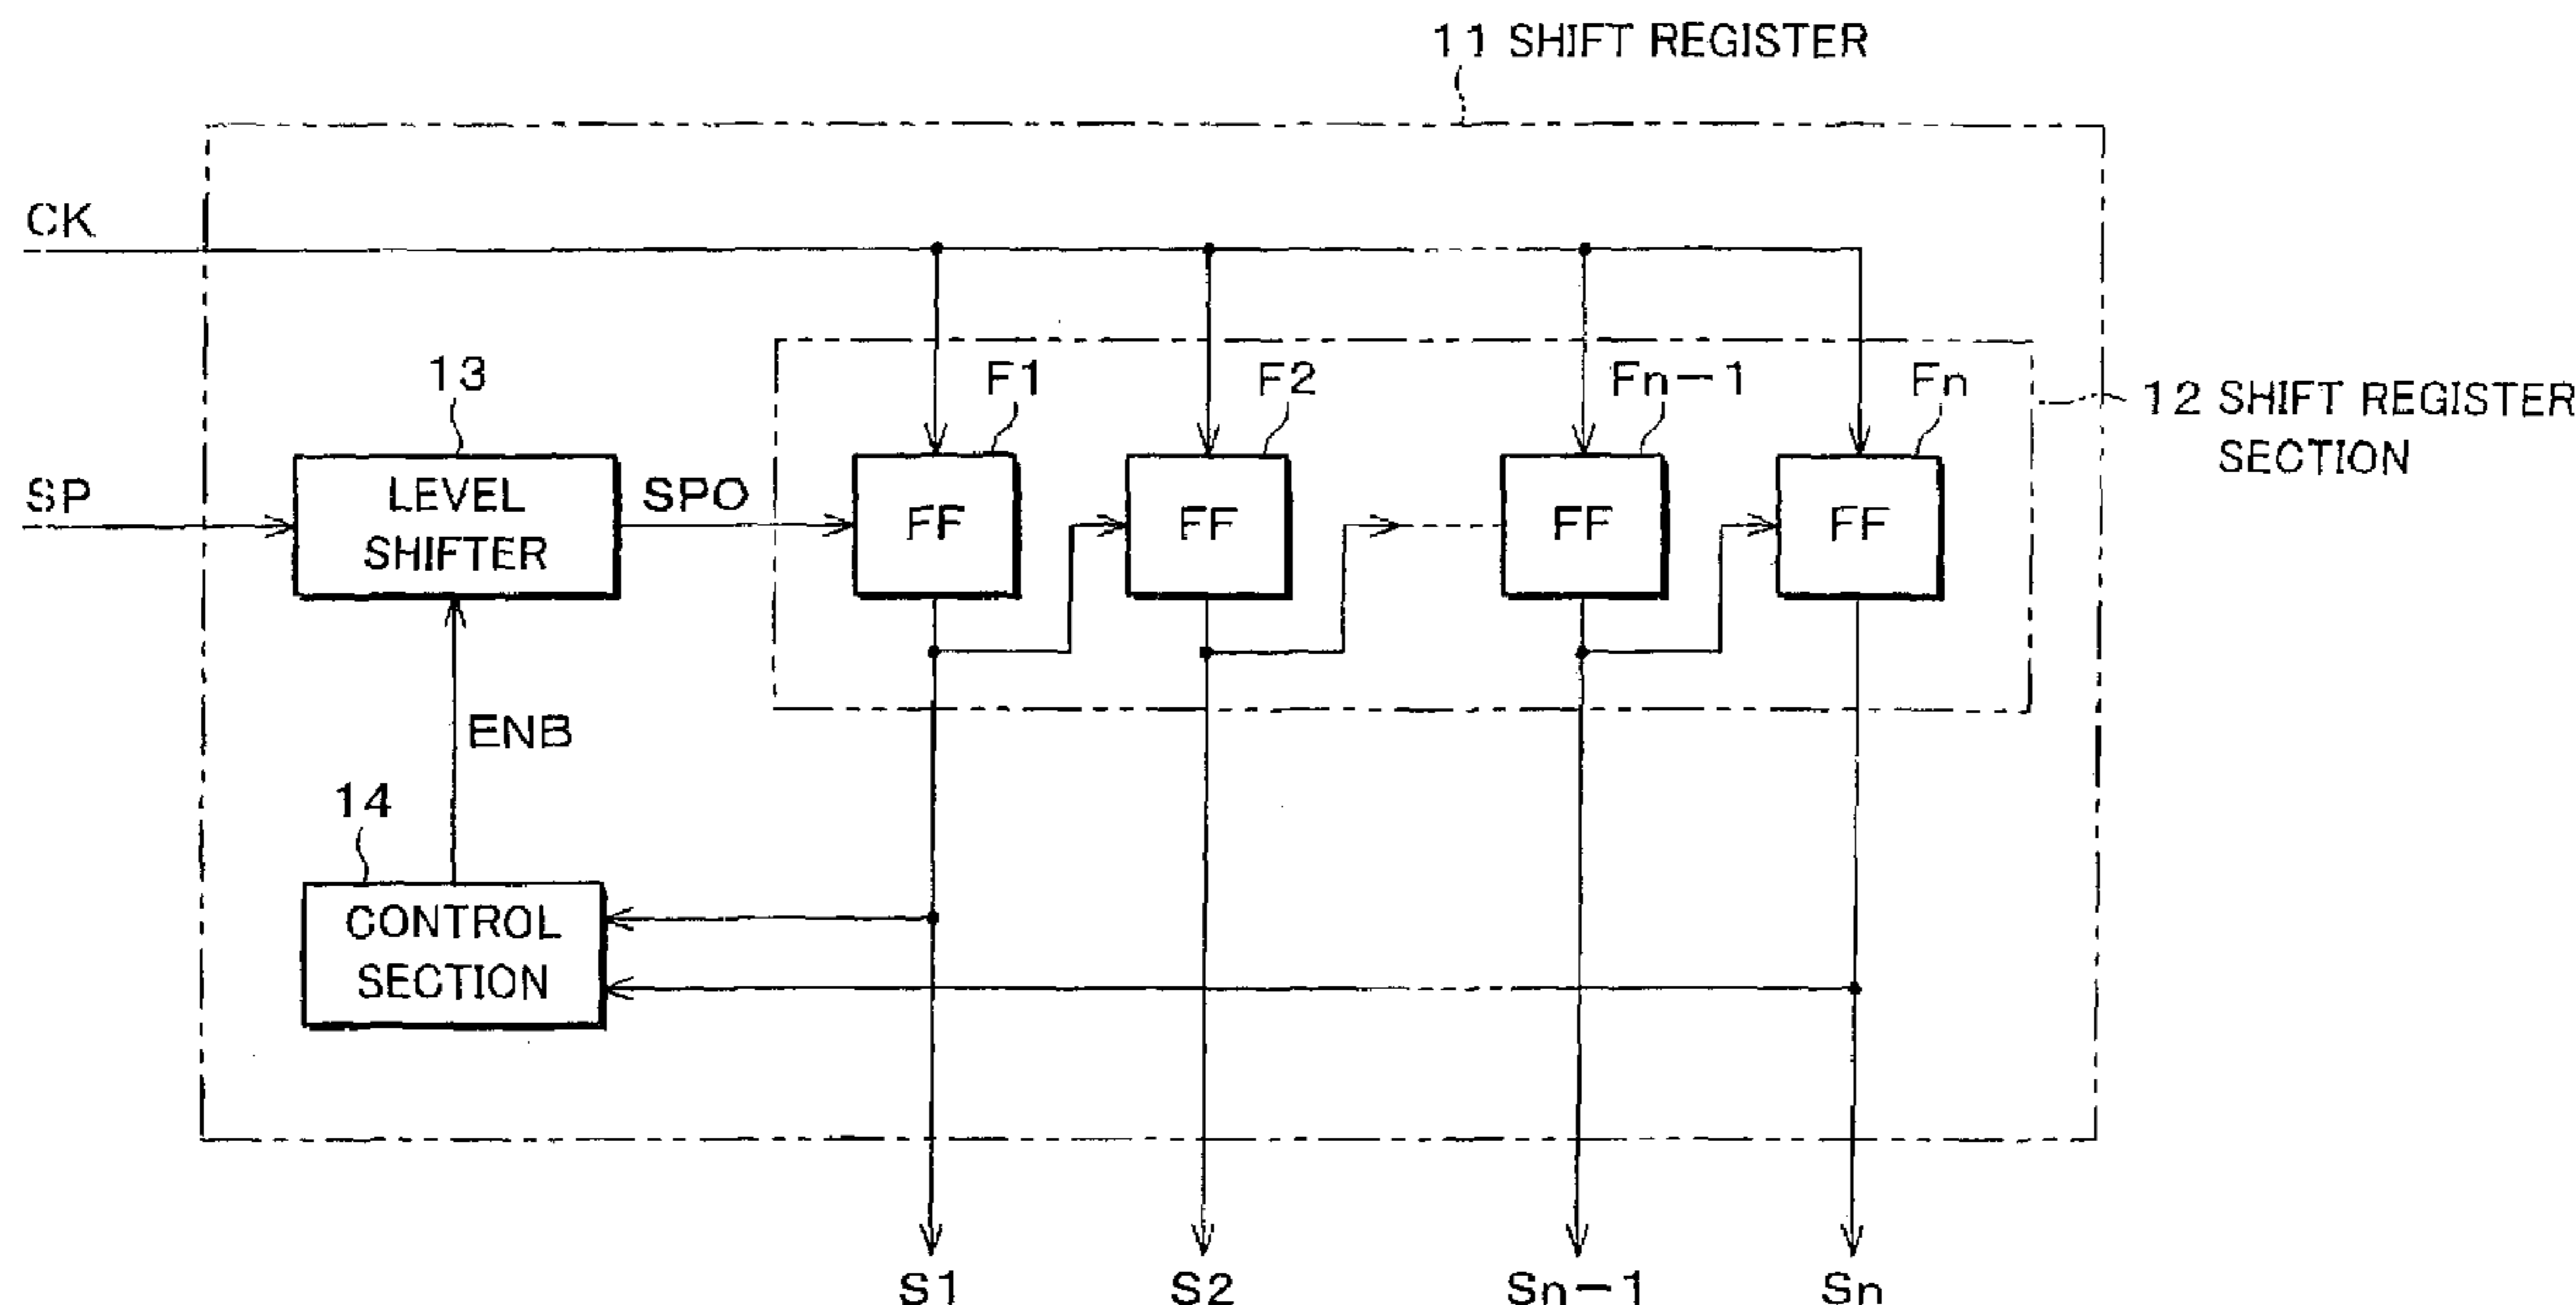 11 SHIFT REGISTER
CK
13
F1
F2
Fn-1
Fn
12 SHIFT REGISTER
SECTION
SP
LEVEL
SHIFTER
SPO
FF
FF
FF
FF
ENB
14
CONTROL
SECTION
S1
S2
Sn-1
Sn